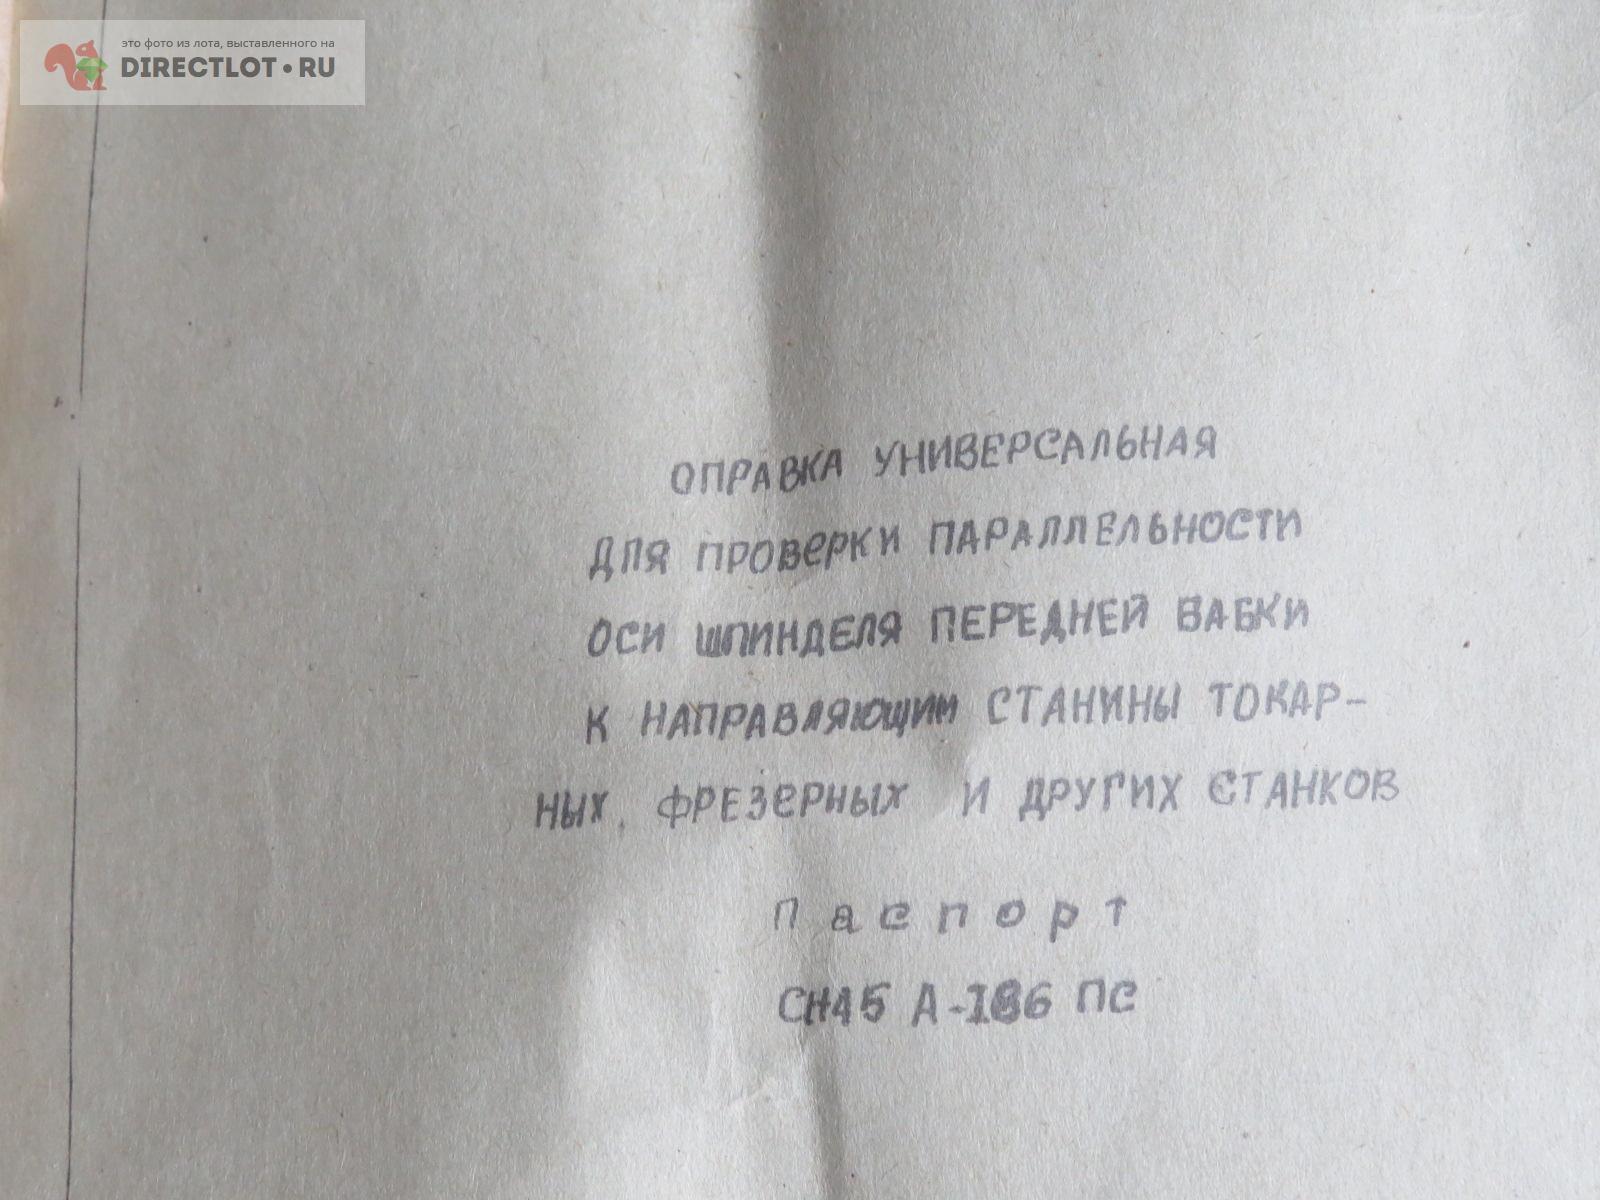 это фото из лота, выставленного на
DIRECTLOT•RU
ОПРАВКА УНИВЕРСАЛЬНАЯ
ДЛЯ ПРОВЕРКИ ПАРАЛЛЕЛЬНОСТИ
ОСИ ШПИНДЕЛЯ ПЕРЕДНЕЙ БАБКИ
К НАПРАВЛЯЮЩИМ СТАНИНЫ ТОКАР-
НЫХ, ФРЕЗЕРНЫХ И ДРУГИХ СТАНКОВ
Паспорт
СН45 А-186 ПС